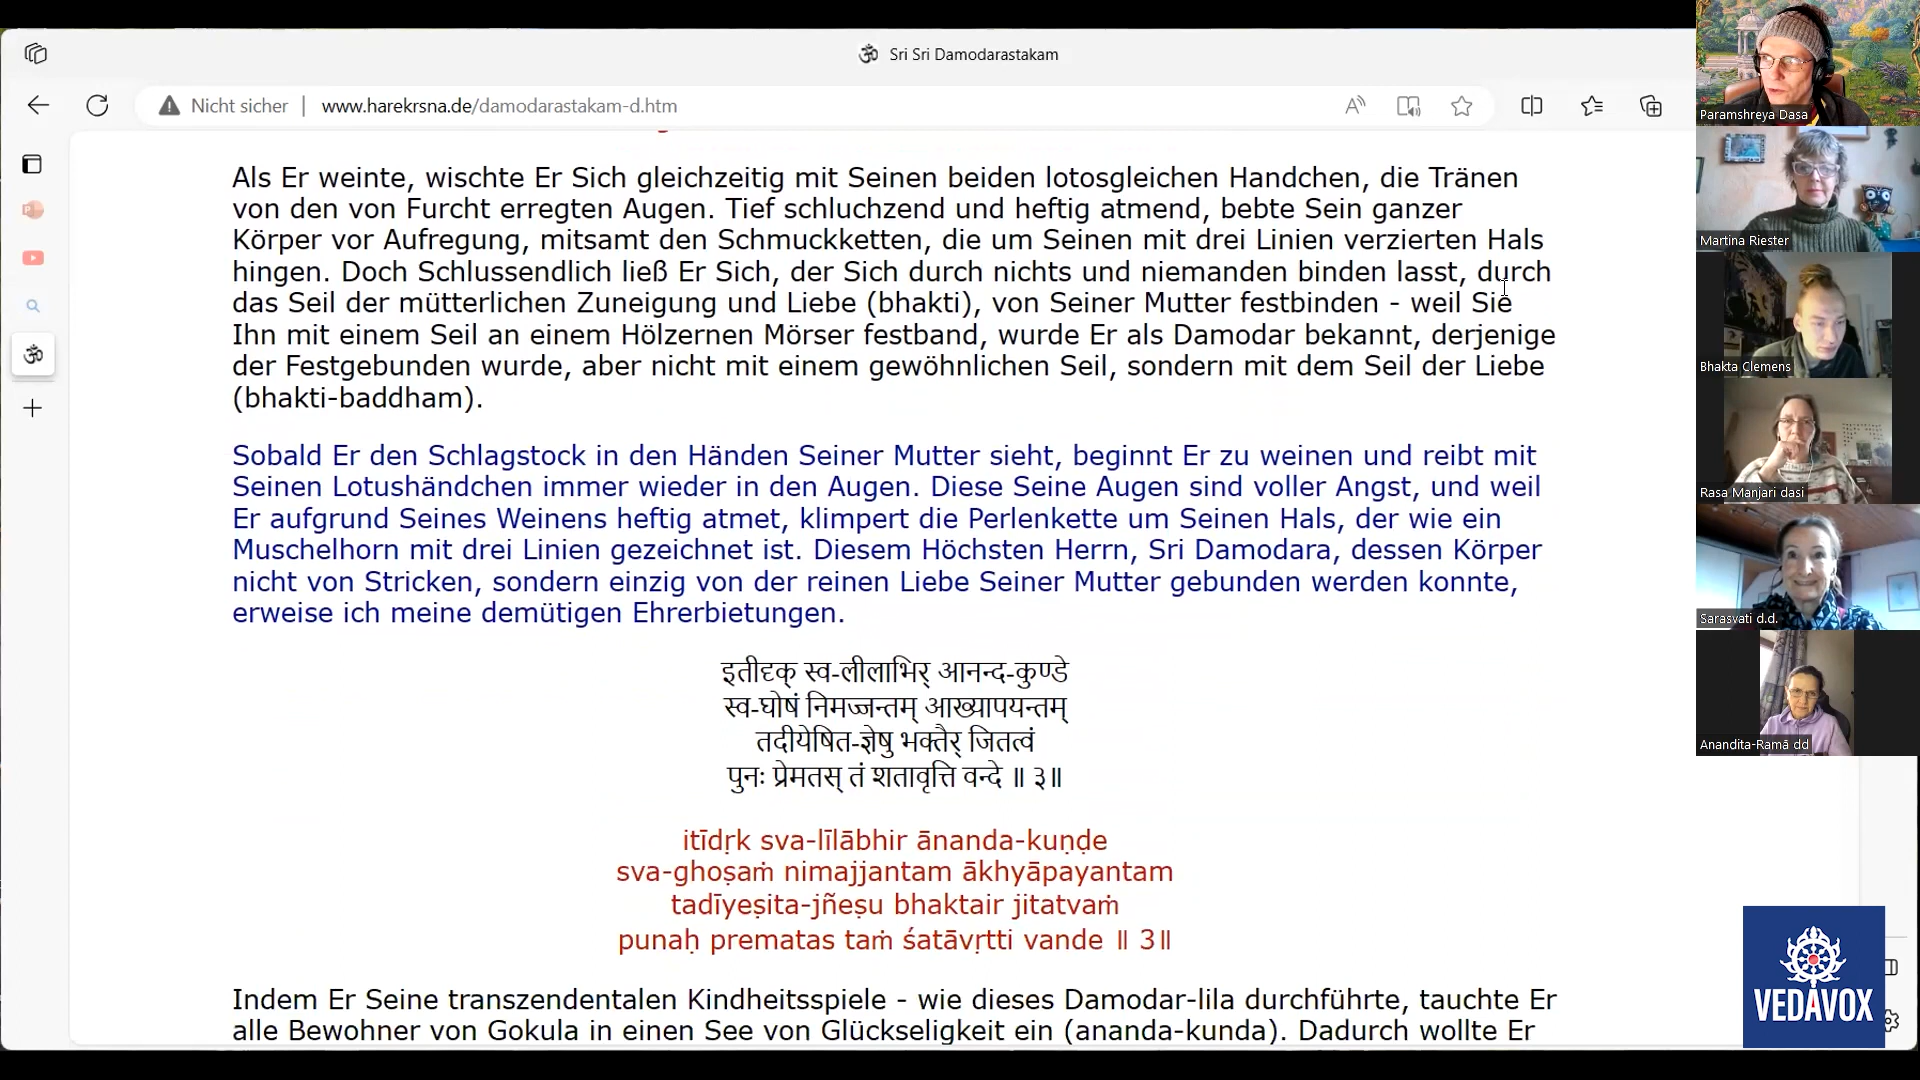 Sri Sri Damodarastakam
Nicht sicher | www.harekrsna.de/damodarastakam-d.htm
Als Er weinte, wischte Er Sich gleichzeitig mit Seinen beiden lotosgleichen Handchen, die Tränen
von den von Furcht erregten Augen. Tief schluchzend und heftig atmend, bebte Sein ganzer
Körper vor Aufregung, mitsamt den Schmuckketten, die um Seinen mit drei Linien verzierten Hals
hingen. Doch Schlussendlich ließ Er Sich, der Sich durch nichts und niemanden binden lasst, durch
das Seil der mütterlichen Zuneigung und Liebe (bhakti), von Seiner Mutter festbinden - weil Sie
Ihn mit einem Seil an einem Hölzernen Mörser festband, wurde Er als Damodar bekannt, derjenige
der Festgebunden wurde, aber nicht mit einem gewöhnlichen Seil, sondern mit dem Seil der Liebe
(bhakti-baddham).
Sobald Er den Schlagstock in den Händen Seiner Mutter sieht, beginnt Er zu weinen und reibt mit
Seinen Lotushändchen immer wieder in den Augen. Diese Seine Augen sind voller Angst, und weil
Er aufgrund Seines Weinens heftig atmet, klimpert die Perlenkette um Seinen Hals, der wie ein
Muschelhorn mit drei Linien gezeichnet ist. Diesem Höchsten Herrn, Sri Damodara, dessen Körper
nicht von Stricken, sondern einzig von der reinen Liebe Seiner Mutter gebunden werden konnte,
erweise ich meine demütigen Ehrerbietungen.
इतीदृक् स्व-लीलाभिर् आनन्द-कुण्डे
स्व-घोषं निमज्जन्तम् आख्यापयन्तम्
तदीयेषित-ज्ञेषु भक्तैर् जितत्वं
पुनः प्रेमतस् तं शतावृत्ति वन्दे ॥ ३॥
itīdṛk sva-līlābhir ānanda-kuṇḍe
sva-ghoṣaṁ nimajjantam ākhyāpayantam
tadīyeṣita-jñeṣu bhaktair jitatvaṁ
punaḥ prematas taṁ śatāvṛtti vande ॥ 3॥
Indem Er Seine transzendentalen Kindheitsspiele - wie dieses Damodar-lila durchführte, tauchte Er
alle Bewohner von Gokula in einen See von Glückseligkeit ein (ananda-kunda). Dadurch wollte Er
Paramshreya Dasa
Martina Riester
Bhakta Clemens
Rasa Manjari dasi
Sarasvati d.d.
Anandita-Ramā dd
VEDAVOX